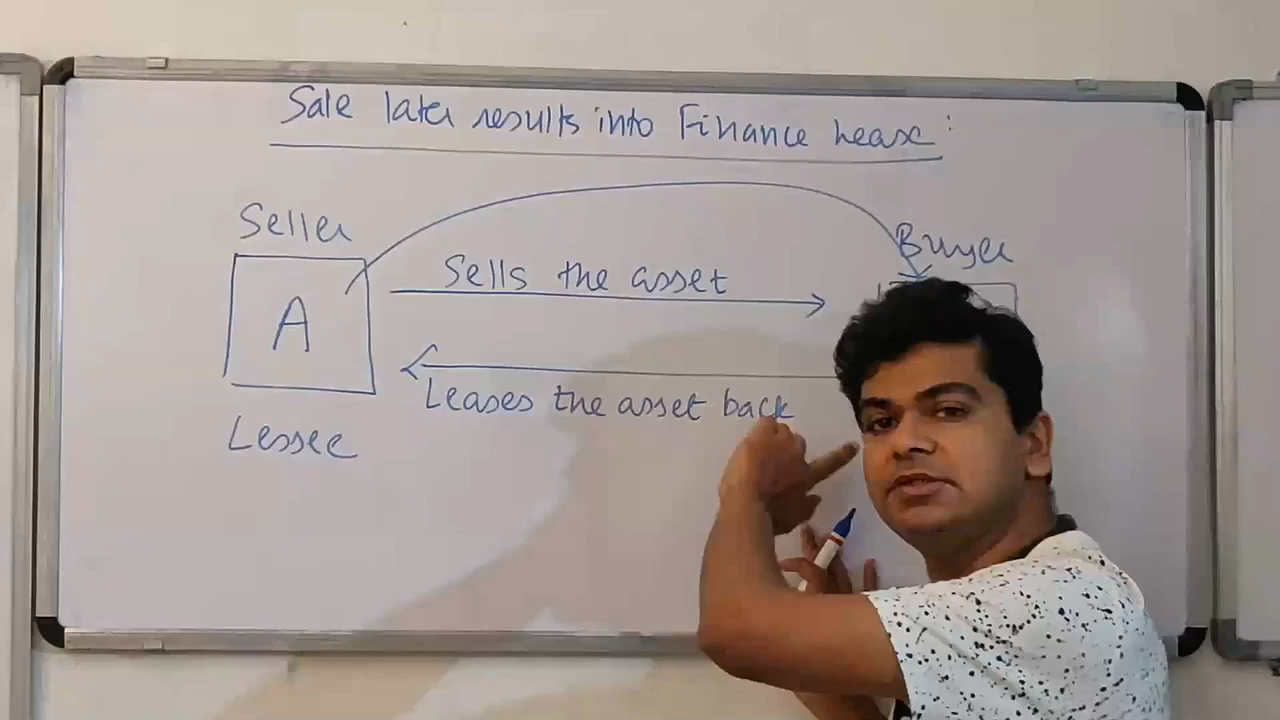 Sale later results into Finance Lease:
Seller
Buyer
Sells the asset
A
Leases the asset back
Lessee